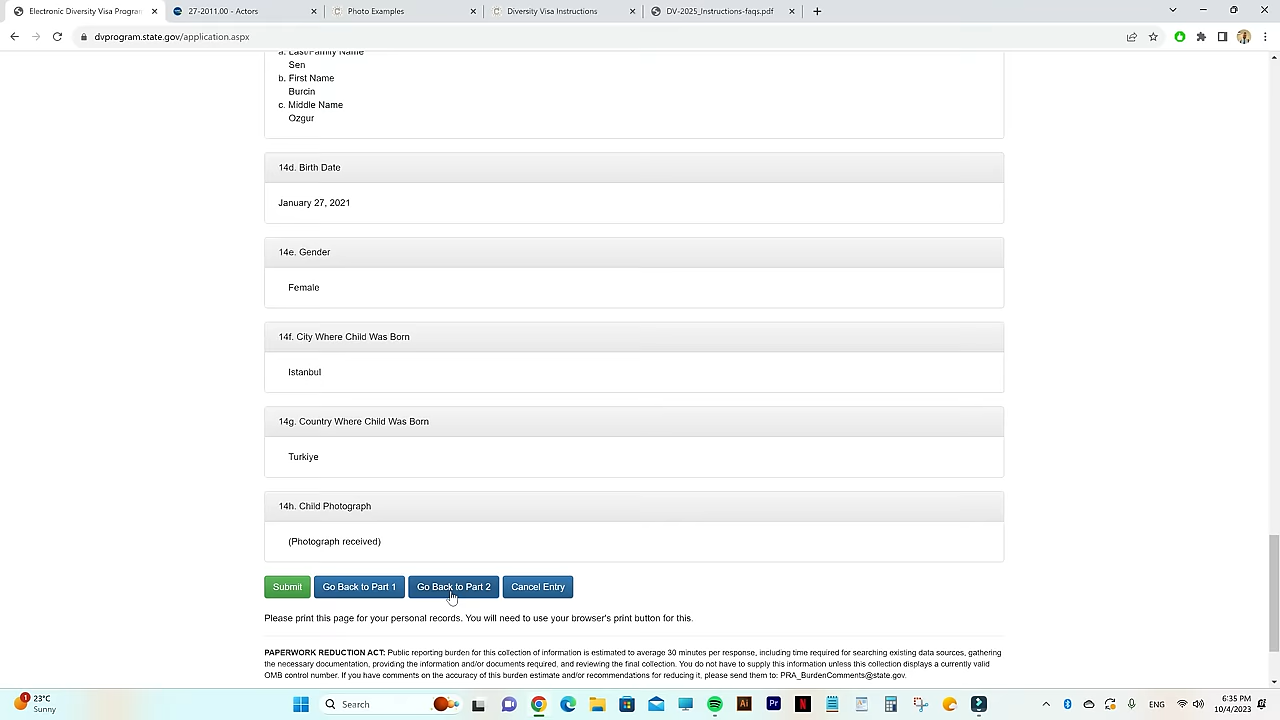 Electronic Diversity Visa Progra
27-2011.00 - Actors
Photo Examples
Diversity Visa Instructions
DV-2025_Instructions-faqs.pdf
dvprogram.state.gov/application.aspx
a. Last/Family Name
Sen
b. First Name
Burcin
c. Middle Name
Ozgur
14d. Birth Date
January 27, 2021
14e. Gender
Female
14f. City Where Child Was Born
Istanbul
14g. Country Where Child Was Born
Turkiye
14h. Child Photograph
(Photograph received)
Submit Go Back to Part 1 Go Back to Part 2 Cancel Entry
Please print this page for your personal records. You will need to use your browser's print button for this.
PAPERWORK REDUCTION ACT: Public reporting burden for this collection of information is estimated to average 30 minutes per response, including time required for searching existing data sources, gathering
the necessary documentation, providing the information and/or documents required, and reviewing the final collection. You do not have to supply this information unless this collection displays a currently valid
OMB control number. If you have comments on the accuracy of this burden estimate and/or recommendations for reducing it, please send them to: PRA_BurdenComments@state.gov.
1
23°C
Sunny
Search
Ai
Pr
N
ENG
6:35 PM
10/4/2023